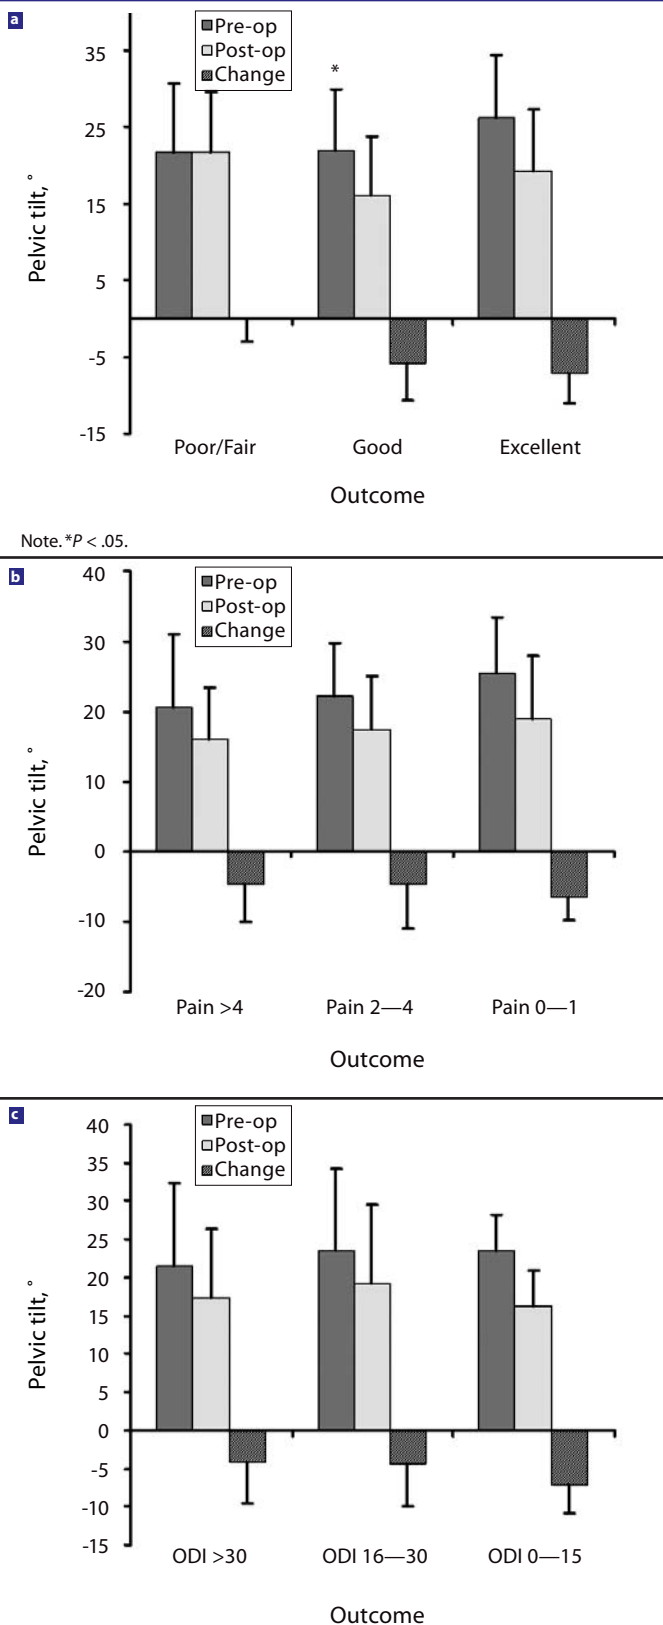 a
Pre-op
Post-op
Change
35
25
15
5
-5
-15
*
Pelvic tilt, °
Poor/Fair Good Excellent
Outcome
Note. *P < .05.
b
Pre-op
Post-op
Change
40
30
20
10
0
-10
-20
Pelvic tilt, °
Pain >4 Pain 2—4 Pain 0—1
Outcome
c
Pre-op
Post-op
Change
40
35
30
25
20
15
10
5
0
-5
-10
-15
Pelvic tilt, °
ODI >30 ODI 16—30 ODI 0—15
Outcome